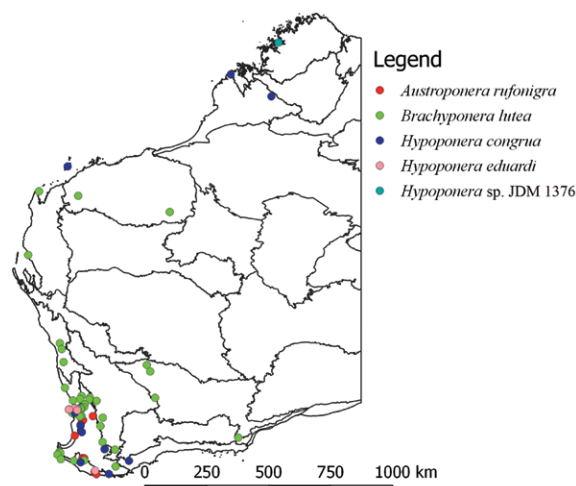 Legend
Austroponera rufonigra
Brachyponera lutea
Hypoponera congrua
Hypoponera eduardi
Hypoponera sp. JDM 1376
0 250 500 750 1000 km